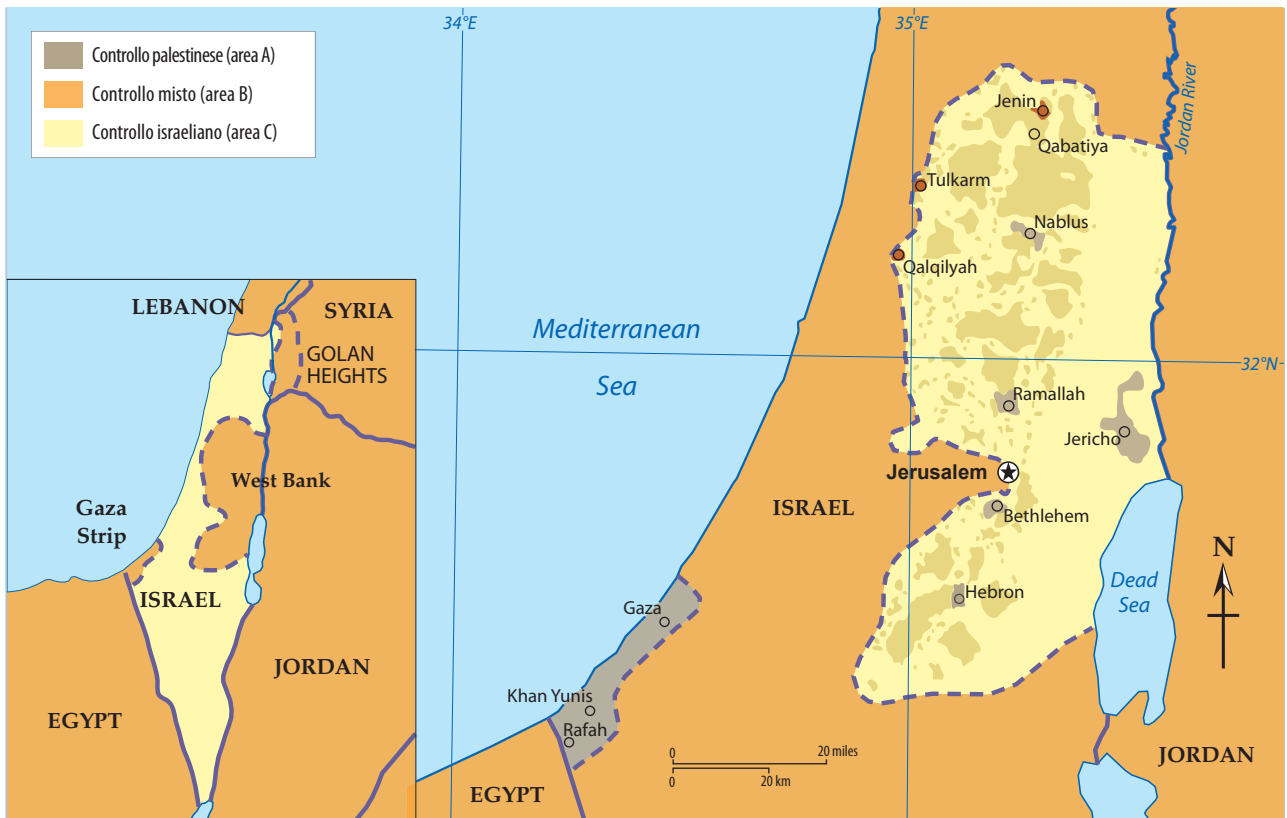 34°E
35°E
Controllo palestinese (area A)
Controllo misto (area B)
Controllo israeliano (area C)
Jordan River
Jenin
Qabatiya
Tulkarm
Nablus
Qalqilyah
Mediterranean
Sea
32°N
Ramallah
Jericho
Jerusalem
ISRAEL
Bethlehem
Hebron
Dead
Sea
N
Gaza
Khan Yunis
Rafah
0 20 miles
0 20 km
EGYPT
JORDAN
LEBANON
SYRIA
GOLAN
HEIGHTS
West Bank
Gaza
Strip
ISRAEL
JORDAN
EGYPT